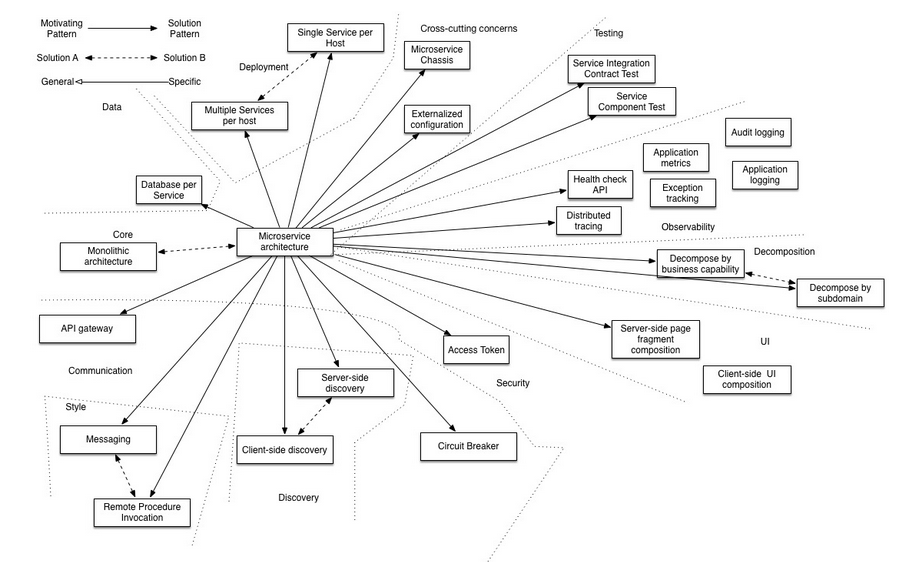 Motivating
Pattern
Solution
Pattern
Solution A
Solution B
General
Specific
Data
Deployment
Single Service per
Host
Multiple Services
per host
Cross-cutting concerns
Microservice
Chassis
Externalized
configuration
Testing
Service Integration
Contract Test
Service
Component Test
Audit logging
Application
metrics
Application
logging
Health check
API
Exception
tracking
Distributed
tracing
Observability
Database per
Service
Core
Monolithic
architecture
Microservice
architecture
Decomposition
Decompose by
business capability
Decompose by
subdomain
API gateway
Access Token
Server-side page
fragment
composition
UI
Client-side UI
composition
Communication
Server-side
discovery
Security
Style
Messaging
Client-side discovery
Circuit Breaker
Discovery
Remote Procedure
Invocation